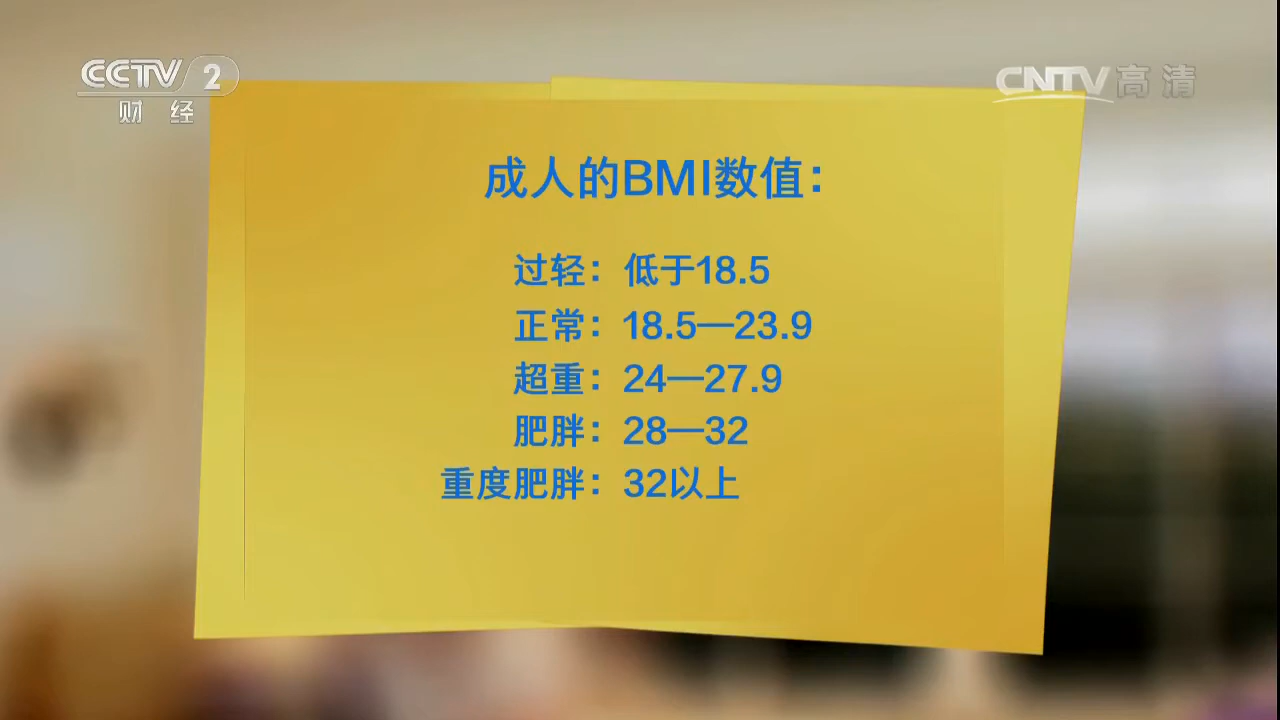 CCTV 2
财经
CNTV高清
成人的BMI数值：
过轻：低于18.5
正常：18.5—23.9
超重：24—27.9
肥胖：28—32
重度肥胖：32以上